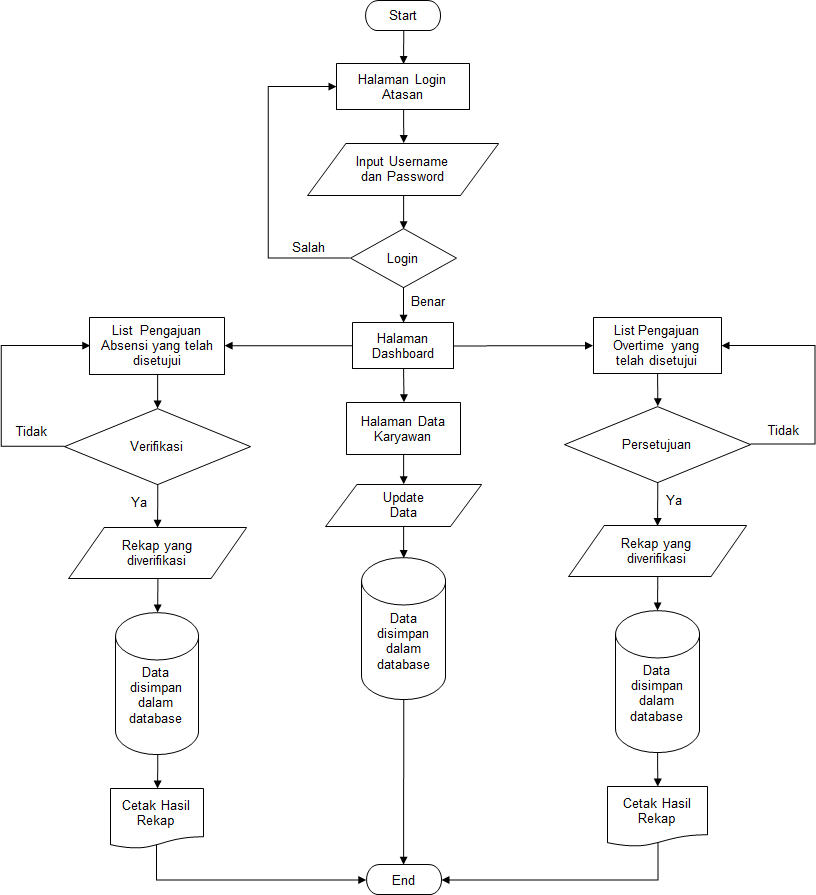 Start
Halaman Login
Atasan
Input Username
dan Password
Salah
Login
Benar
List Pengajuan
Absensi yang telah
disetujui
Halaman
Dashboard
List Pengajuan
Overtime yang
telah disetujui
Tidak
Verifikasi
Halaman Data
Karyawan
Persetujuan
Tidak
Ya
Update
Data
Ya
Rekap yang
diverifikasi
Rekap yang
diverifikasi
Data
disimpan
dalam
database
Data
disimpan
dalam
database
Data
disimpan
dalam
database
Cetak Hasil
Rekap
Cetak Hasil
Rekap
End